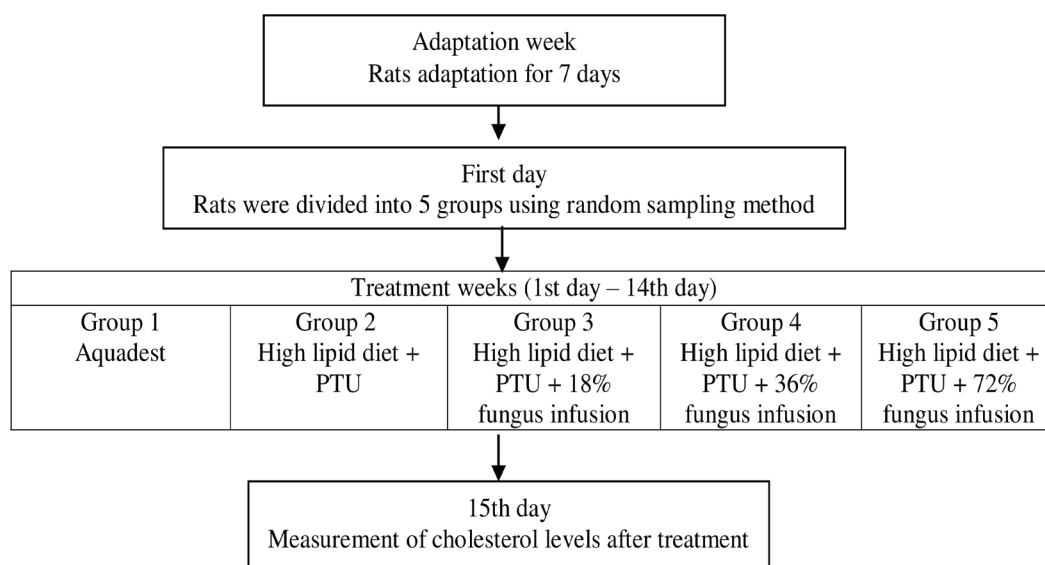 Adaptation week
Rats adaptation for 7 days
First day
Rats were divided into 5 groups using random sampling method
Treatment weeks (1st day – 14th day)
Group 1
Aquadest
Group 2
High lipid diet +
PTU
Group 3
High lipid diet +
PTU + 18%
fungus infusion
Group 4
High lipid diet +
PTU + 36%
fungus infusion
Group 5
High lipid diet +
PTU + 72%
fungus infusion
15th day
Measurement of cholesterol levels after treatment